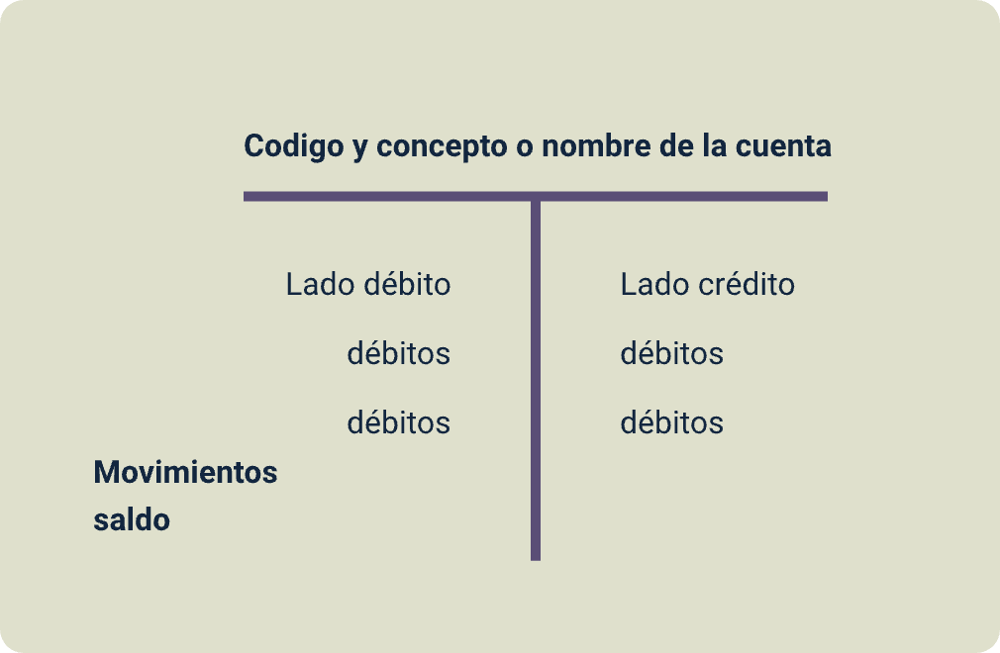 Codigo y concepto o nombre de la cuenta
Lado débito Lado crédito
débitos débitos
débitos débitos
Movimientos
saldo